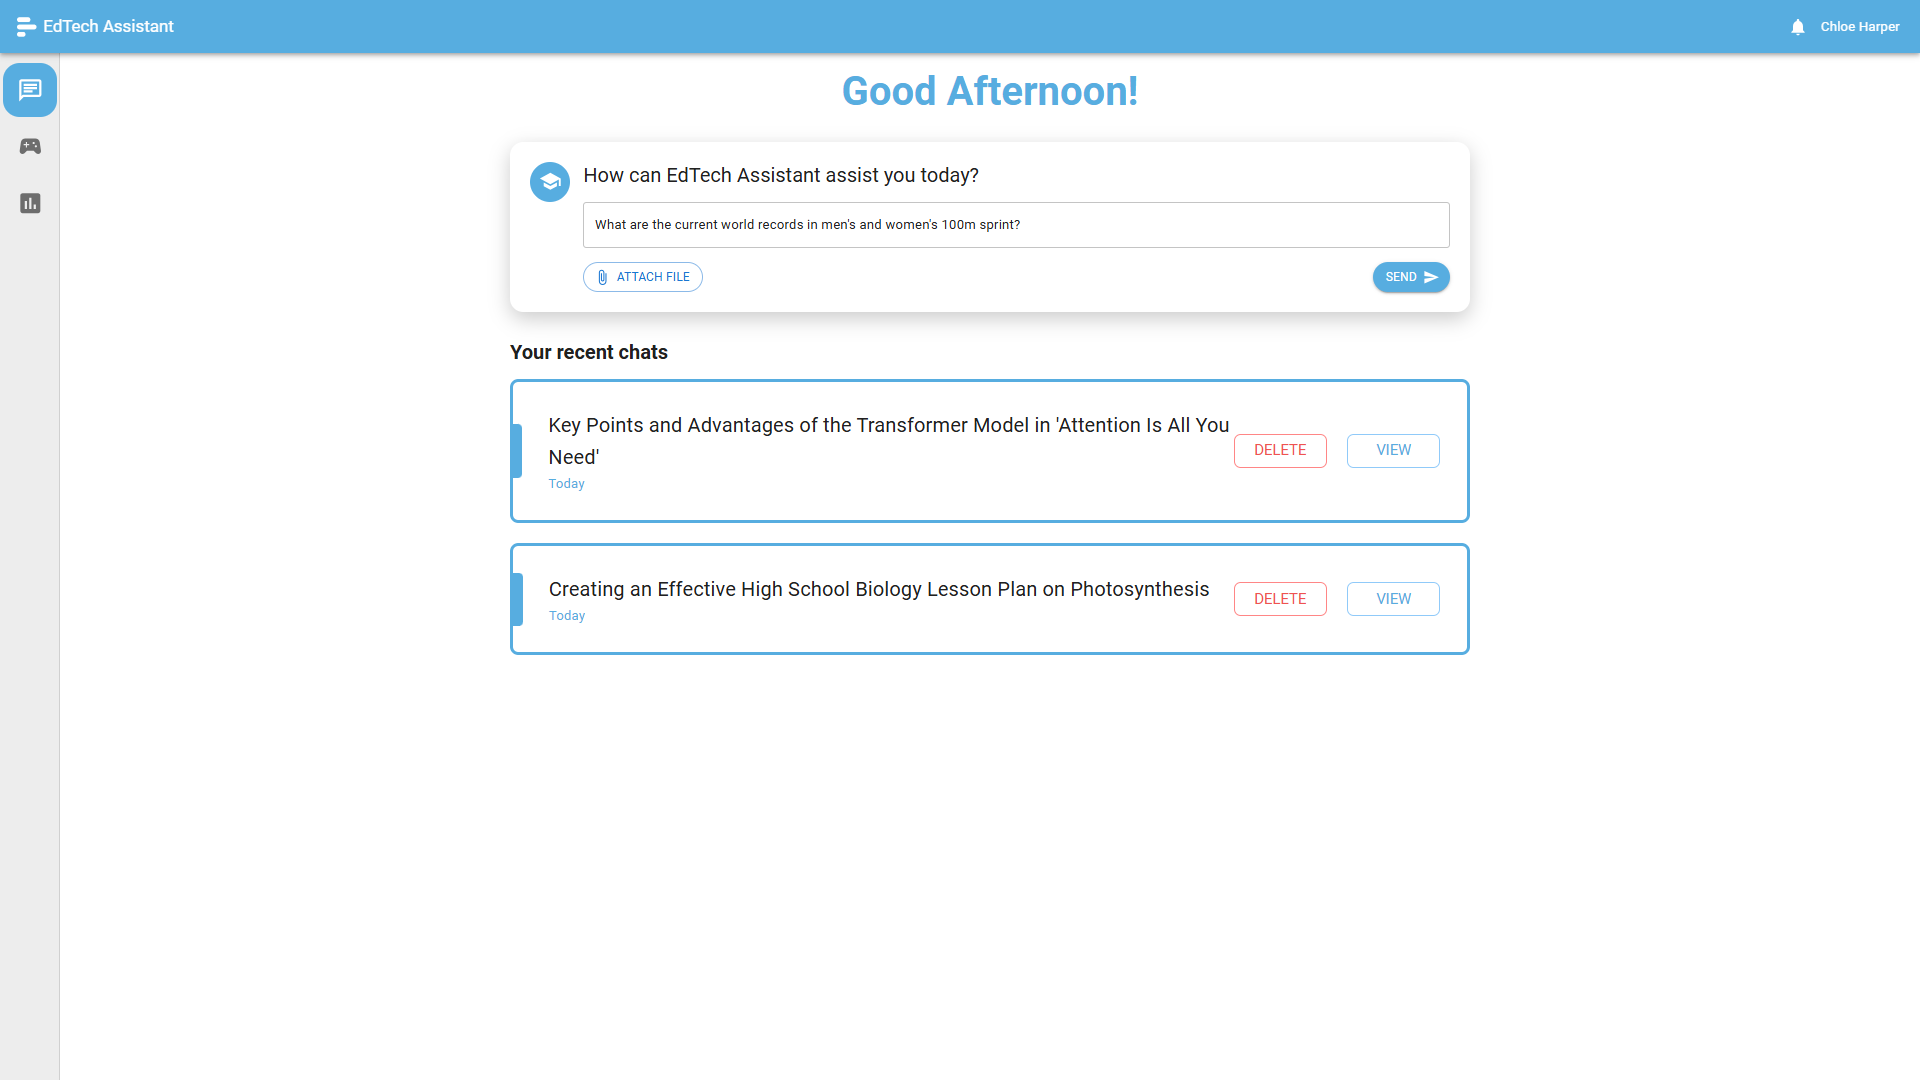 EdTech Assistant
Chloe Harper
Good Afternoon!
How can EdTech Assistant assist you today?
What are the current world records in men's and women's 100m sprint?
ATTACH FILE
SEND
Your recent chats
Key Points and Advantages of the Transformer Model in 'Attention Is All You
Need'
Today
DELETE
VIEW
Creating an Effective High School Biology Lesson Plan on Photosynthesis
Today
DELETE
VIEW